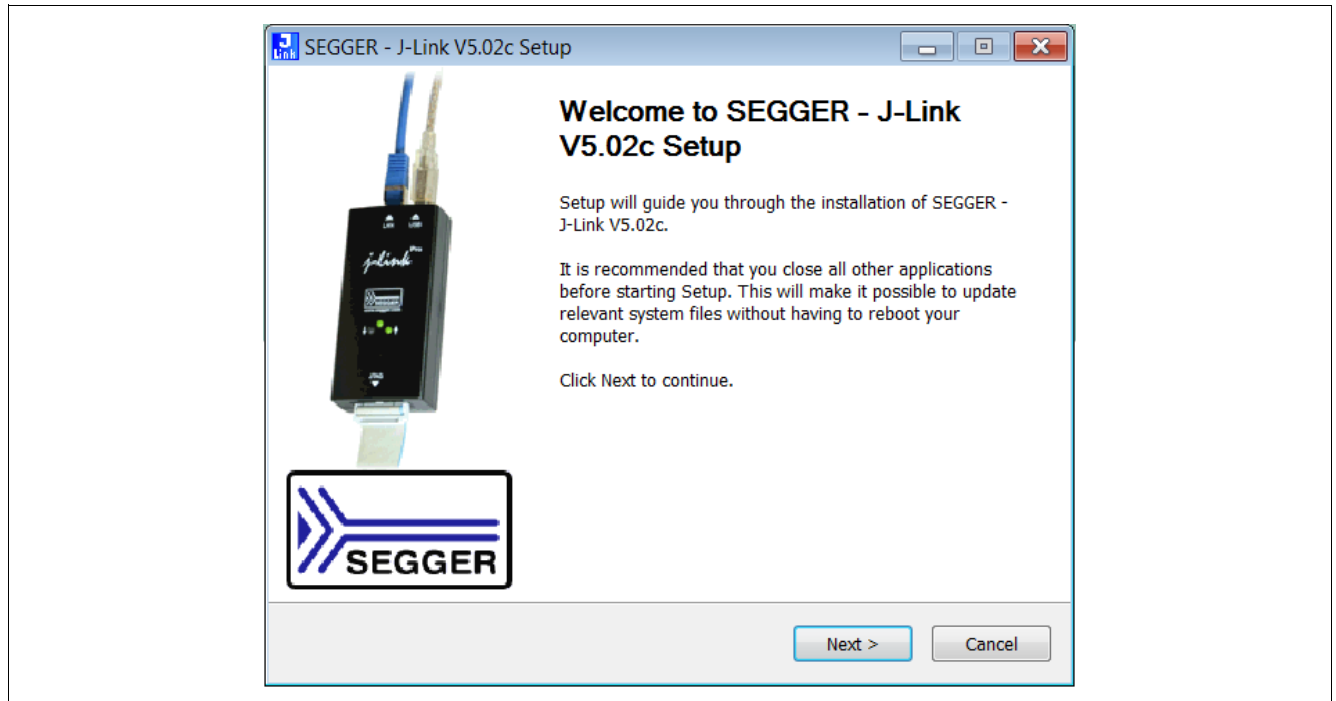 SEGGER - J-Link V5.02c Setup
Welcome to SEGGER - J-Link
V5.02c Setup
Setup will guide you through the installation of SEGGER -
J-Link V5.02c.
It is recommended that you close all other applications
before starting Setup. This will make it possible to update
relevant system files without having to reboot your
computer.
Click Next to continue.
J-Link
SEGGER
Next >
Cancel